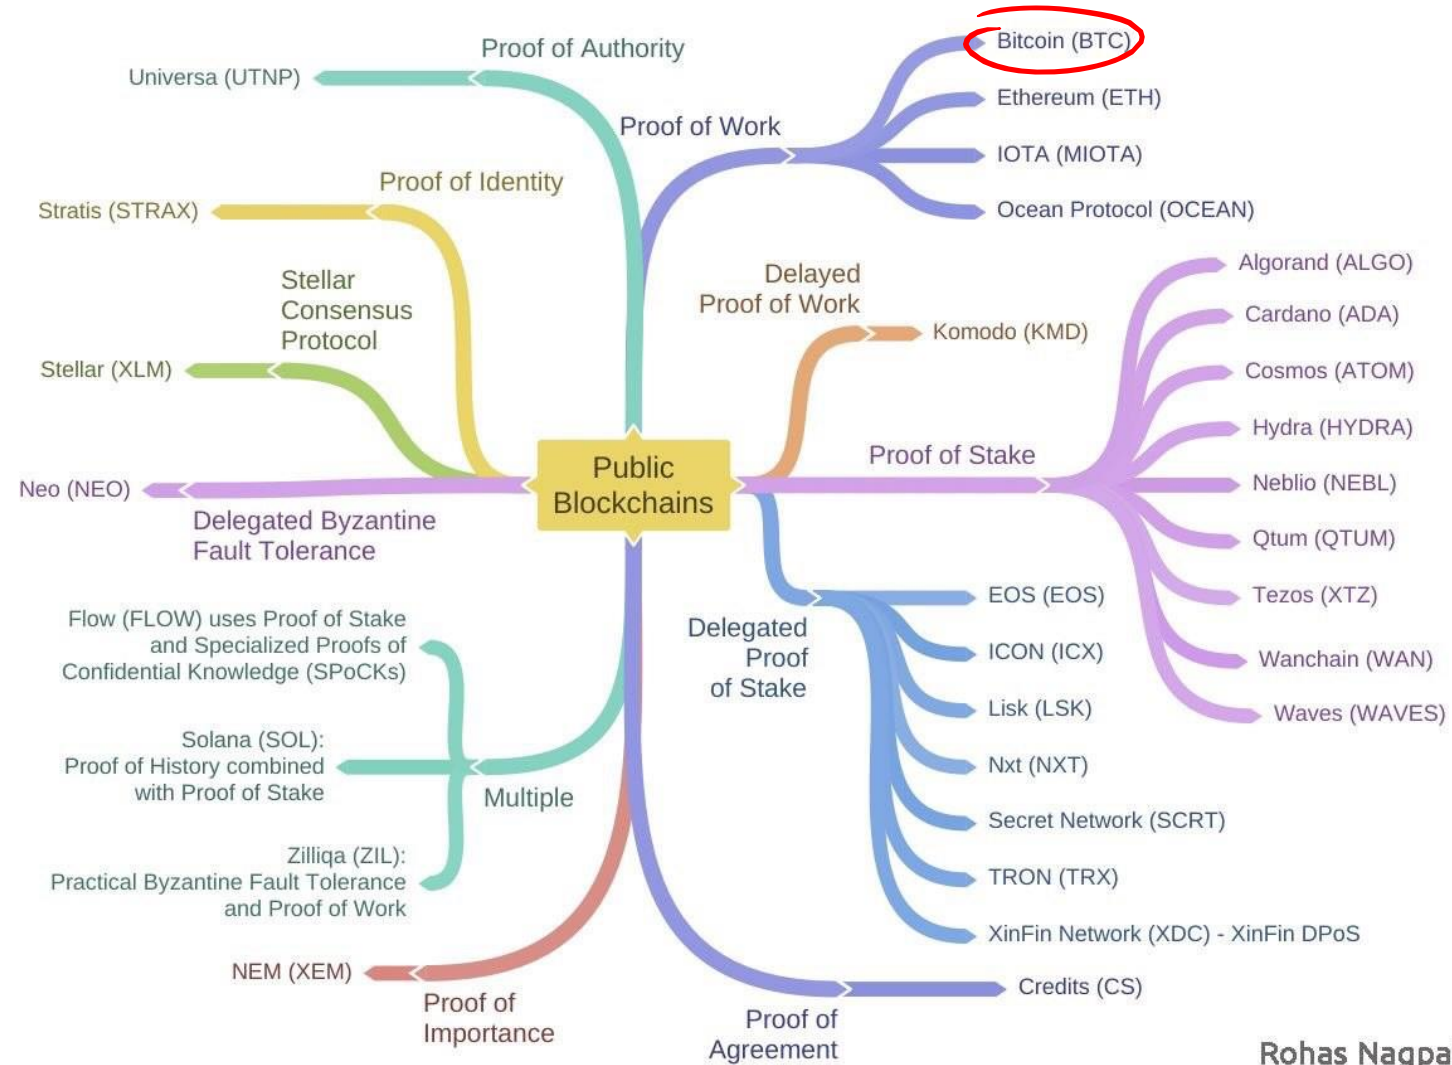 Proof of Authority
Universa (UTNP)
Proof of Identity
Stratis (STRAX)
Stellar
Consensus
Protocol
Stellar (XLM)
Neo (NEO)
Delegated Byzantine
Fault Tolerance
Flow (FLOW) uses Proof of Stake
and Specialized Proofs of
Confidential Knowledge (SPoCKs)
Solana (SOL):
Proof of History combined
with Proof of Stake
Multiple
Zilliqa (ZIL):
Practical Byzantine Fault Tolerance
and Proof of Work
NEM (XEM)
Proof of
Importance
Public
Blockchains
Proof of Work
Bitcoin (BTC)
Ethereum (ETH)
IOTA (MIOTA)
Ocean Protocol (OCEAN)
Delayed
Proof of Work
Komodo (KMD)
Proof of Stake
Algorand (ALGO)
Cardano (ADA)
Cosmos (ATOM)
Hydra (HYDRA)
Neblio (NEBL)
Qtum (QTUM)
Tezos (XTZ)
Wanchain (WAN)
Waves (WAVES)
Delegated
Proof
of Stake
EOS (EOS)
ICON (ICX)
Lisk (LSK)
Nxt (NXT)
Secret Network (SCRT)
TRON (TRX)
XinFin Network (XDC) - XinFin DPoS
Proof of
Agreement
Credits (CS)
Rohas Nagpa